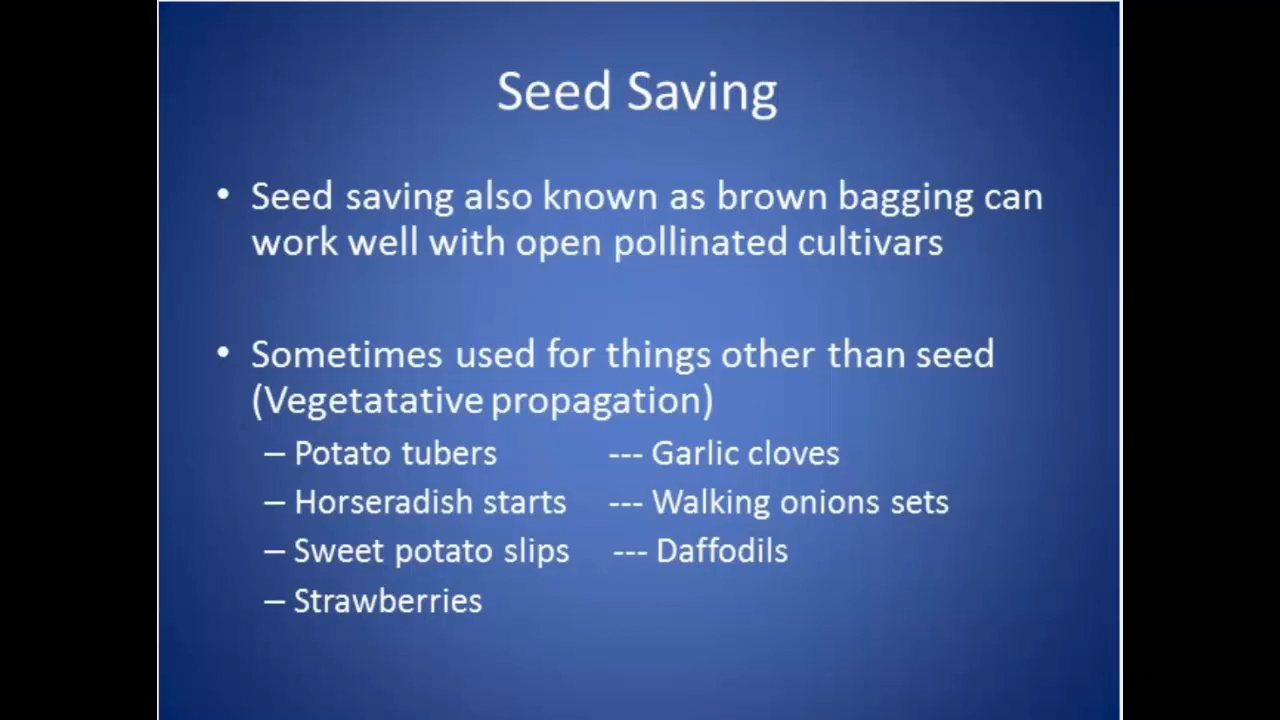 Seed Saving
• Seed saving also known as brown bagging can
work well with open pollinated cultivars
• Sometimes used for things other than seed
(Vegetatative propagation)
– Potato tubers --- Garlic cloves
– Horseradish starts --- Walking onions sets
– Sweet potato slips --- Daffodils
– Strawberries